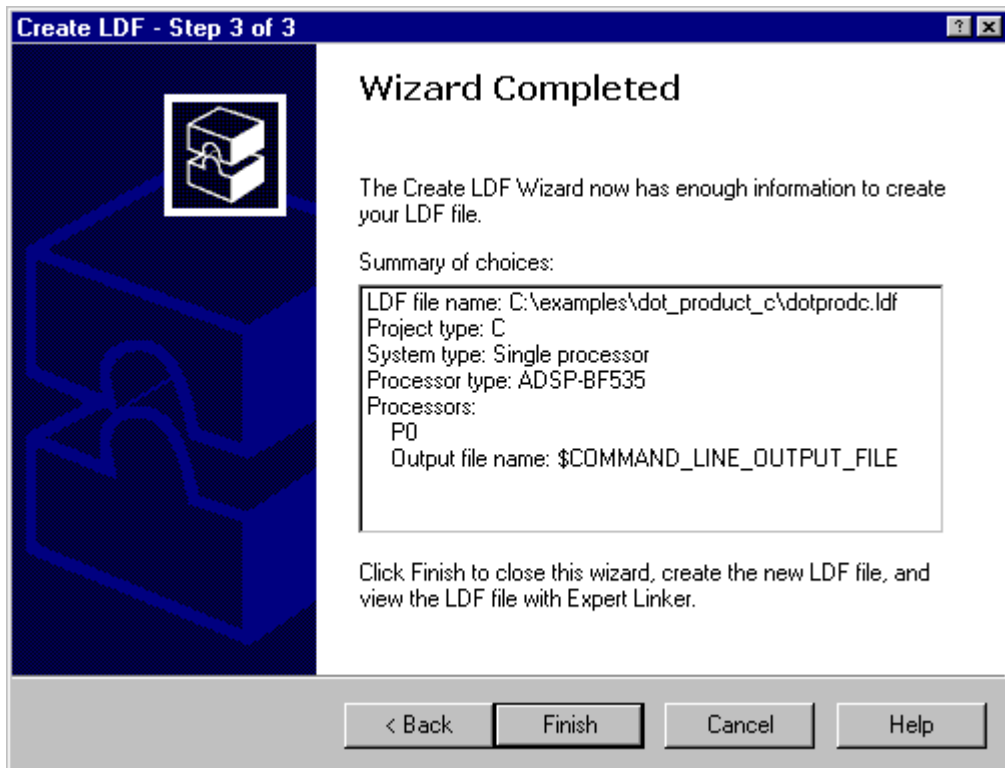 Create LDF - Step 3 of 3
Wizard Completed
The Create LDF Wizard now has enough information to create
your LDF file.
Summary of choices:
LDF file name: C:\examples\dot_product_c\dotprodc.ldf
Project type: C
System type: Single processor
Processor type: ADSP-BF535
Processors:
P0
Output file name: $COMMAND_LINE_OUTPUT_FILE
Click Finish to close this wizard, create the new LDF file, and
view the LDF file with Expert Linker.
< Back Finish Cancel Help